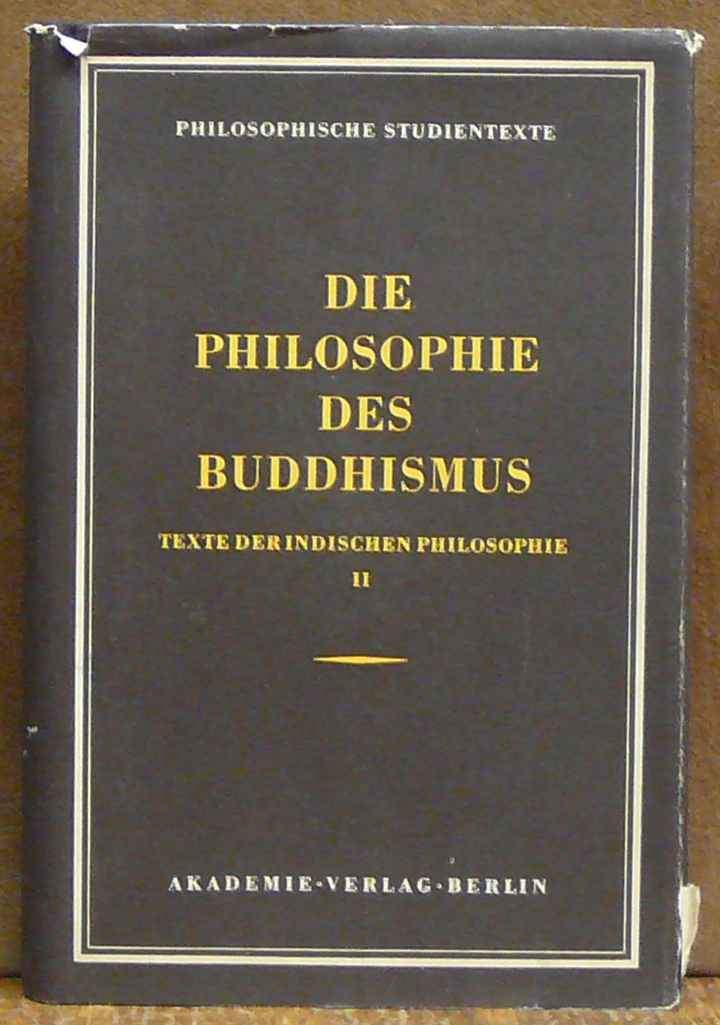 PHILOSOPHISCHE STUDIENTEXTE
DIE
PHILOSOPHIE
DES
BUDDHISMUS
TEXTE DER INDISCHEN PHILOSOPHIE
II
AKADEMIE·VERLAG·BERLIN